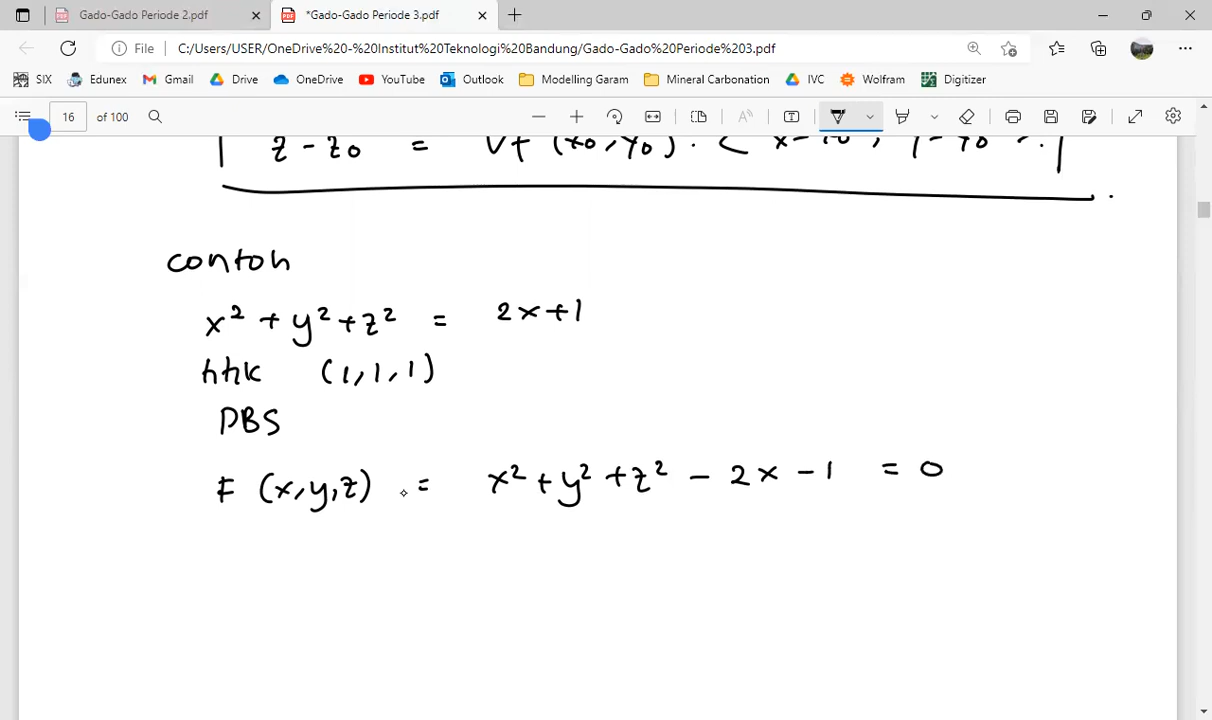 Gado-Gado Periode 2.pdf
*Gado-Gado Periode 3.pdf
File C:/Users/USER/OneDrive%20-%20Institut%20Teknologi%20Bandung/Gado-Gado%20Periode%203.pdf
SIX Edunex Gmail Drive OneDrive YouTube Outlook Modelling Garam Mineral Carbonation IVC Wolfram Digitizer
16 of 100
z - z0 = ∇f (x0, y0) · < x - x0, y - y0 > .
contoh
x² + y² + z² = 2x + 1
ttk (1, 1, 1)
PBS
F (x, y, z) = x² + y² + z² - 2x - 1 = 0